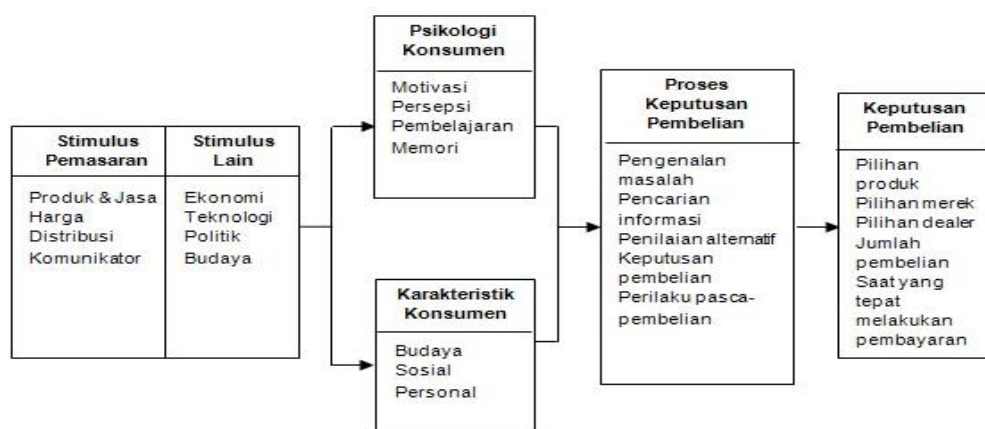 Stimulus
Pemasaran
Produk & Jasa
Harga
Distribusi
Komunikator
Stimulus
Lain
Ekonomi
Teknologi
Politik
Budaya
Psikologi
Konsumen
Motivasi
Persepsi
Pembelajaran
Memori
Karakteristik
Konsumen
Budaya
Sosial
Personal
Proses
Keputusan
Pembelian
Pengenalan
masalah
Pencarian
informasi
Penilaian alternatif
Keputusan
pembelian
Perilaku pasca-
pembelian
Keputusan
Pembelian
Pilihan
produk
Pilihan merek
Pilihan dealer
Jumlah
pembelian
Saat yang
tepat
melakukan
pembayaran